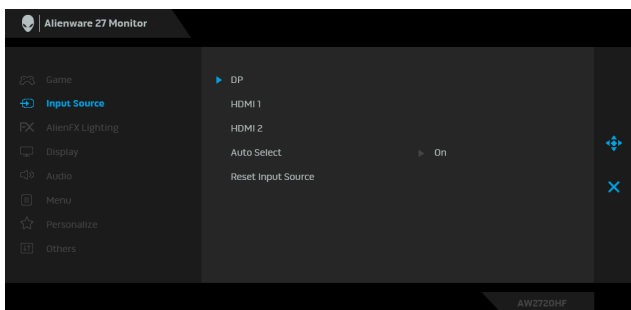 Alienware 27 Monitor
Game
Input Source
AlienFX Lighting
Display
Audio
Menu
Personalize
Others
DP
HDMI 1
HDMI 2
Auto Select On
Reset Input Source
AW2720HF